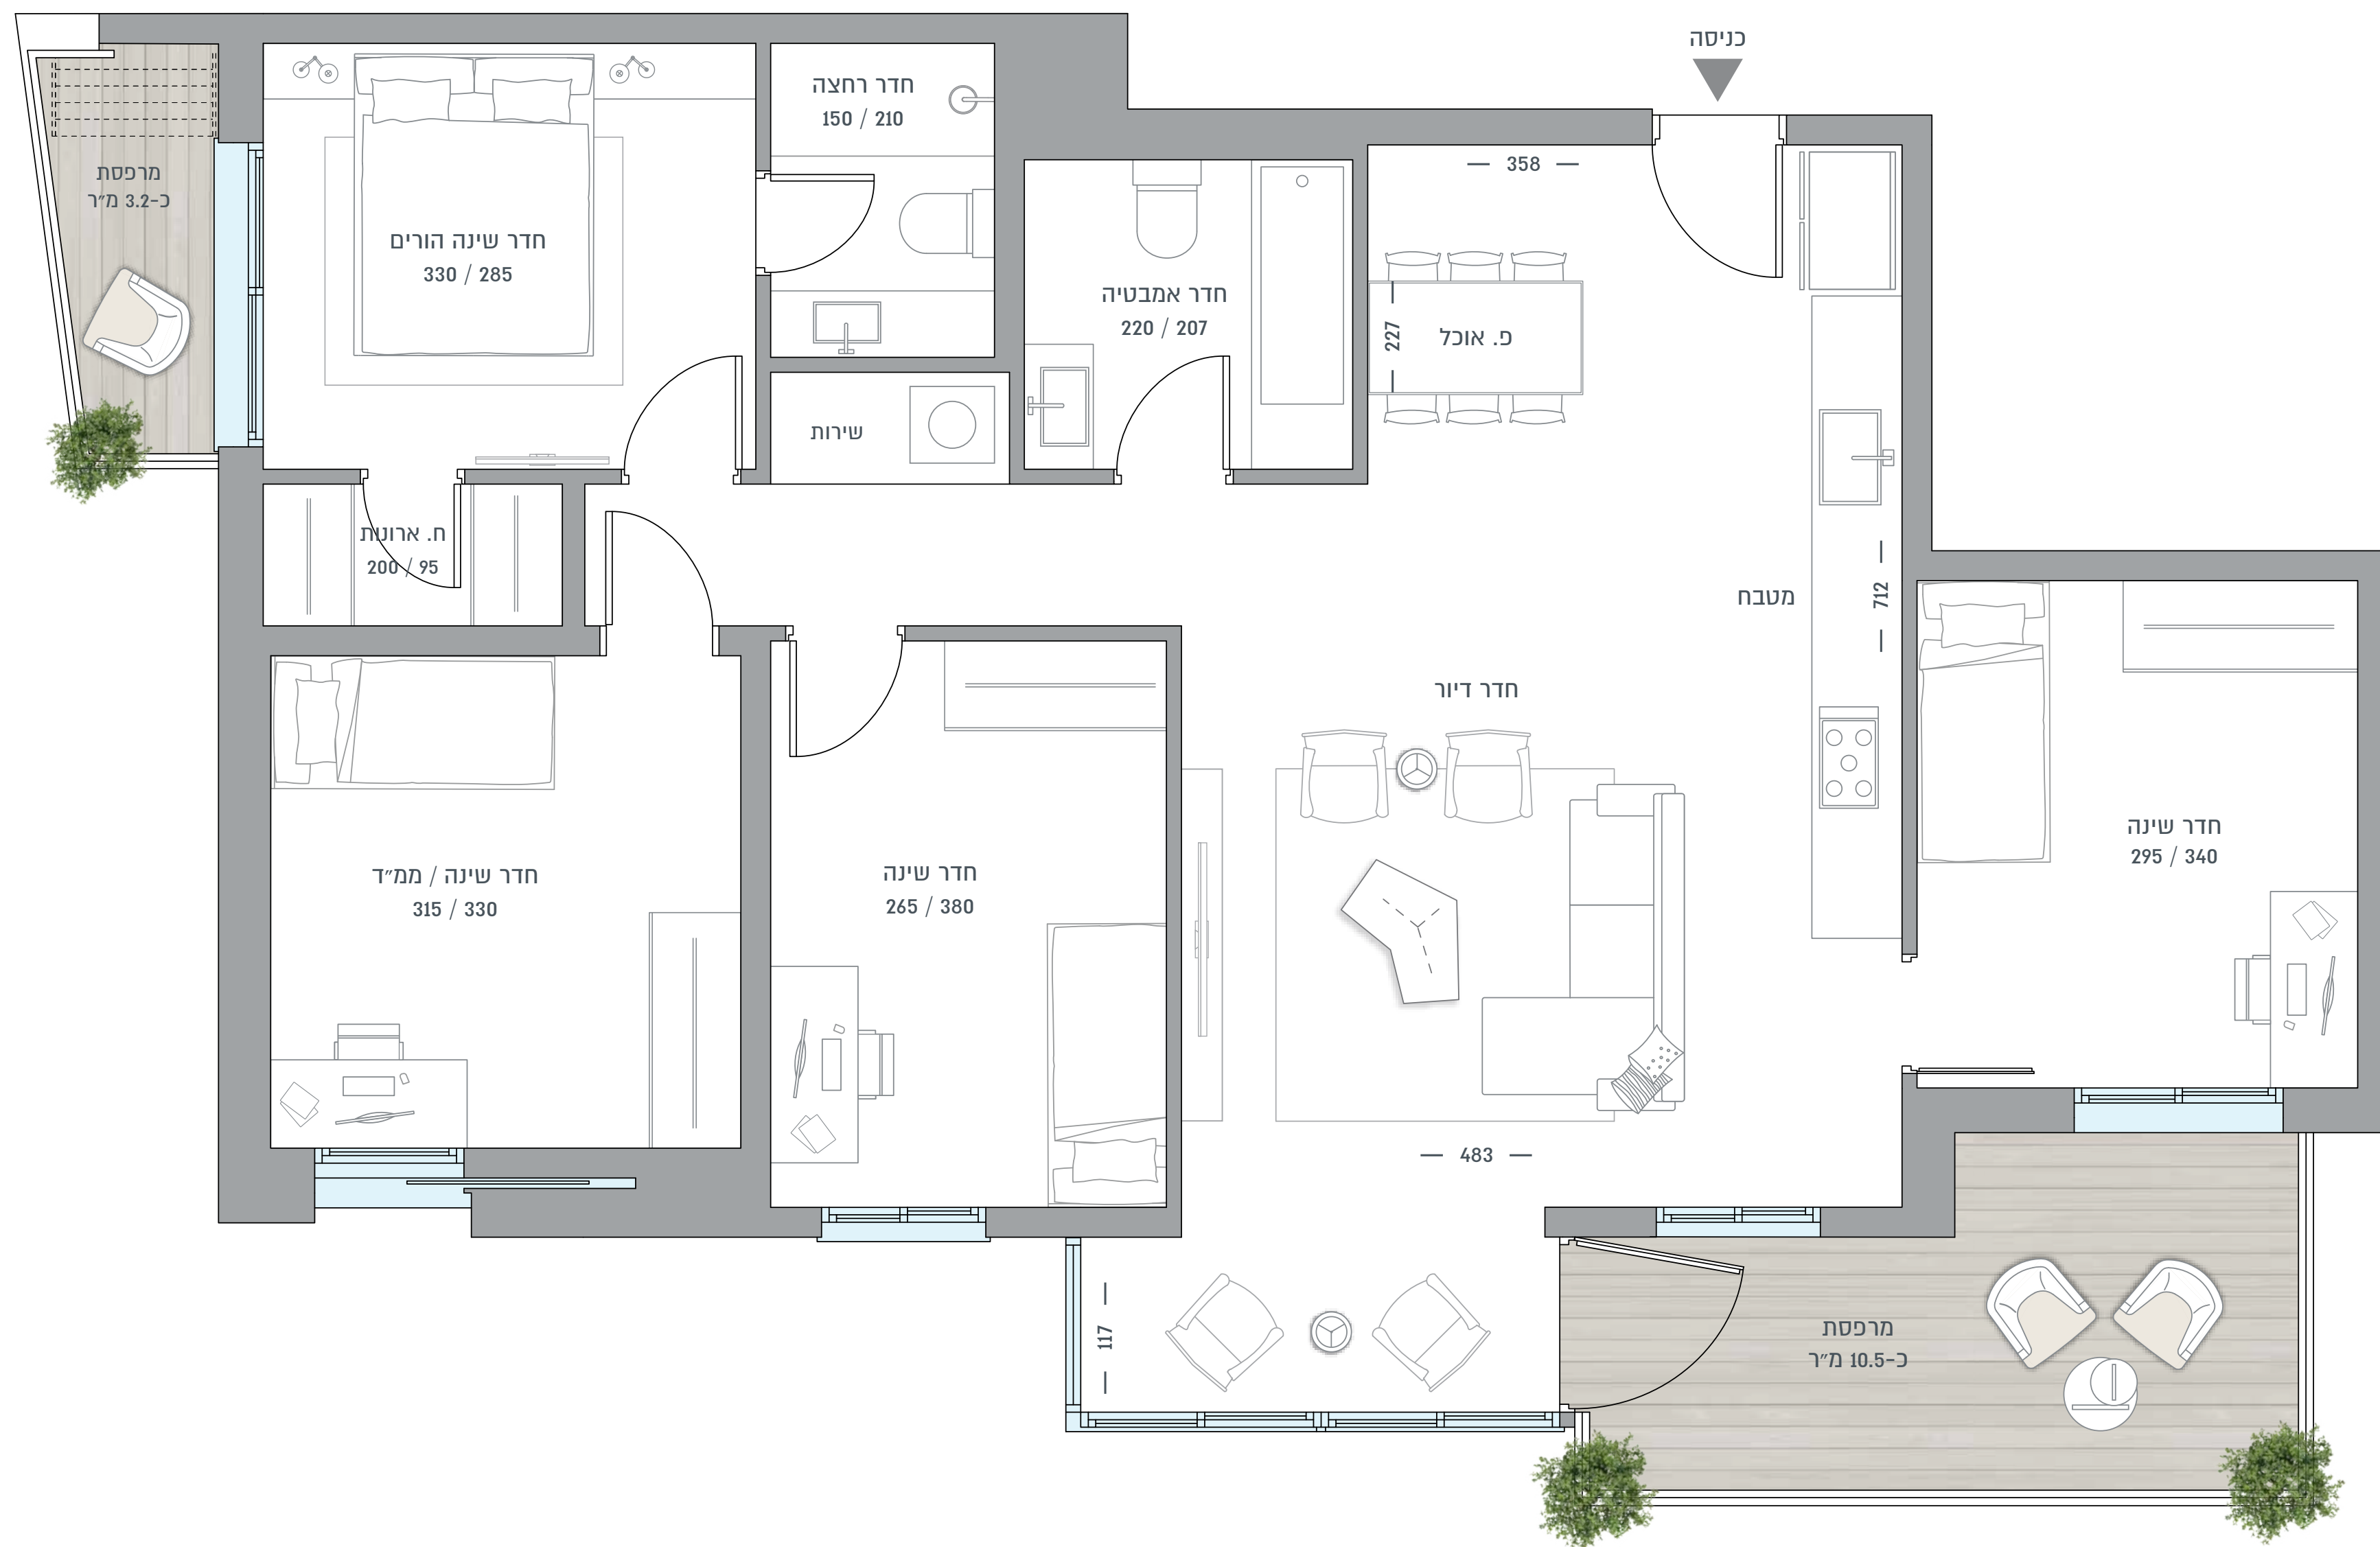 כניסה
חדר רחצה
150 / 210
358
מרפסת
כ-3.2 מ״ר
חדר שינה הורים
330 / 285
חדר אמבטיה
220 / 207
פ. אוכל
227
שירות
ח. ארונות
200 / 95
מטבח
712
חדר דיור
חדר שינה
295 / 340
חדר שינה / ממ״ד
315 / 330
חדר שינה
265 / 380
483
117
מרפסת
כ-10.5 מ״ר